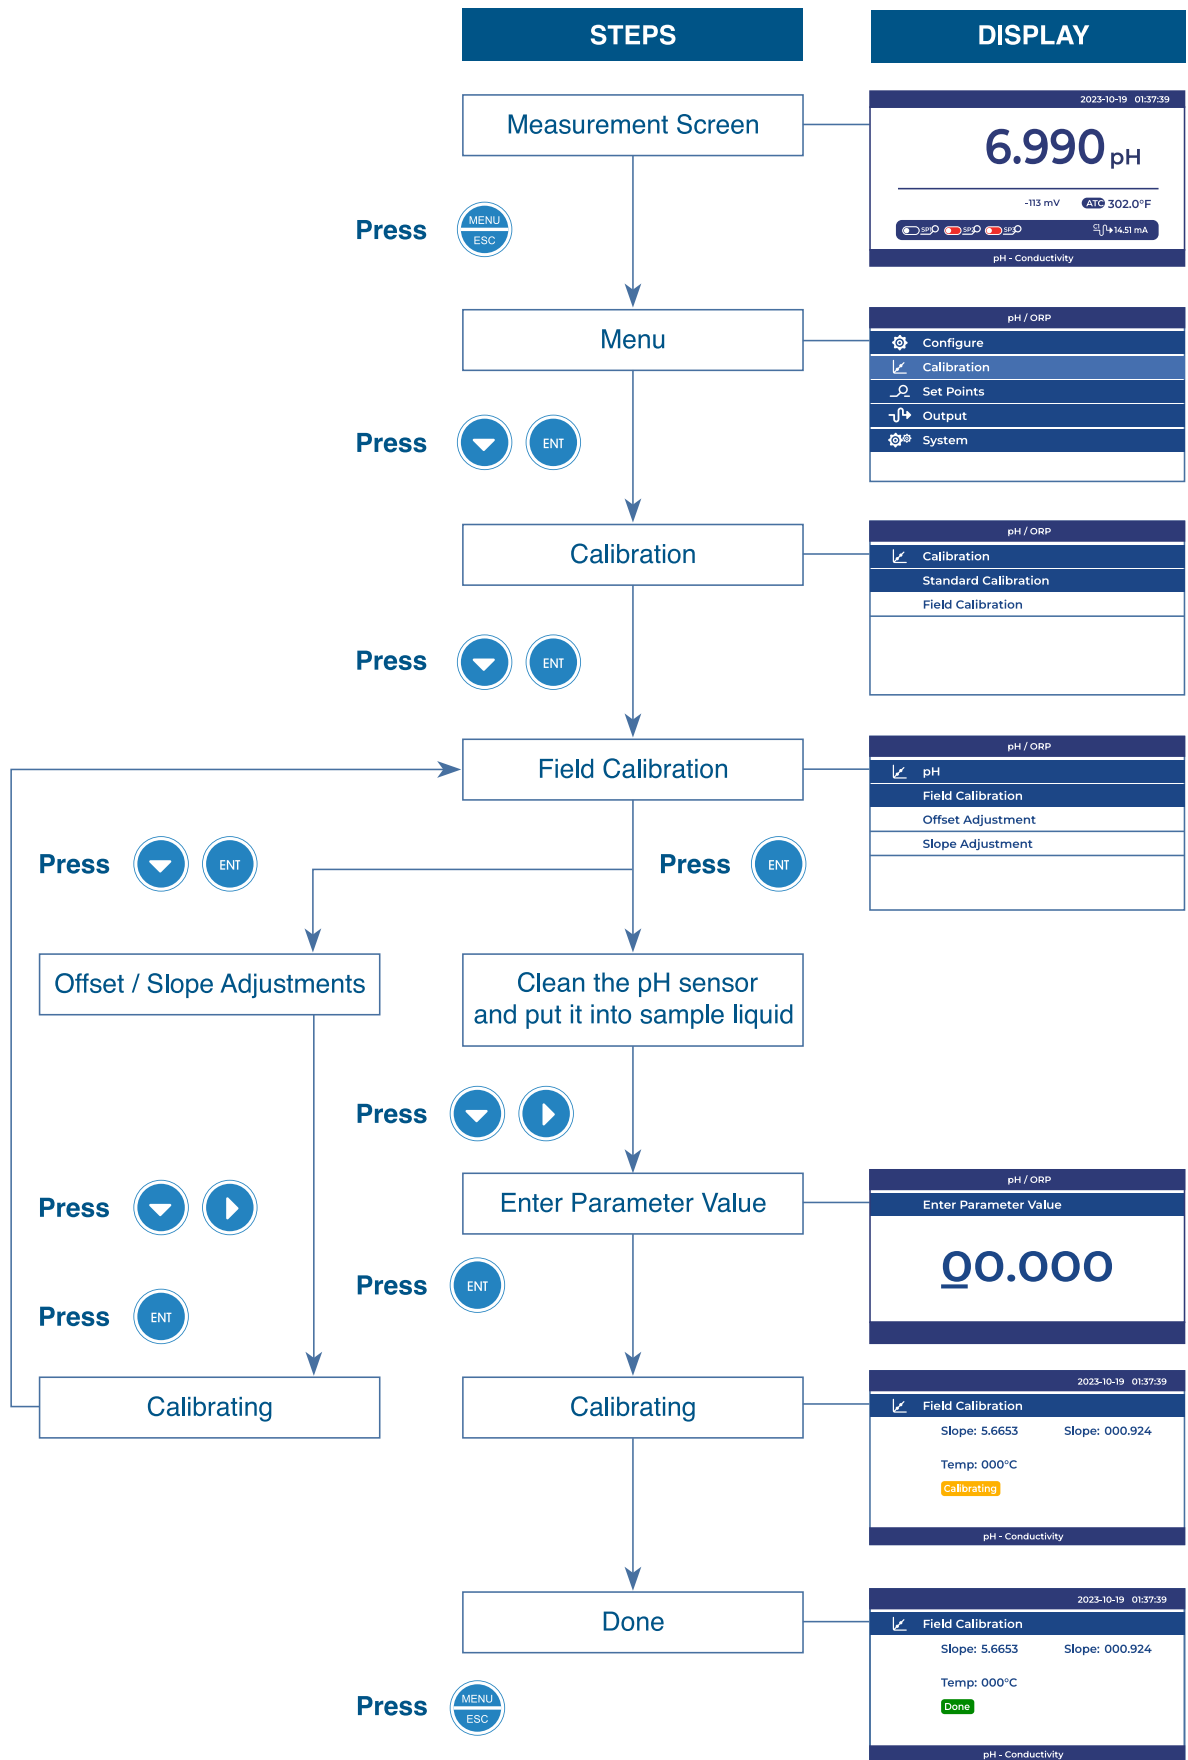 STEPS
DISPLAY
Measurement Screen
2023-10-19 01:37:39
6.990 pH
-113 mV ATC 302.0°F
SP1 SP2 SP3 C1 14.51 mA
pH - Conductivity
Press MENU
ESC
Menu
pH / ORP
Configure
Calibration
Set Points
Output
System
Press ENT
Calibration
pH / ORP
Calibration
Standard Calibration
Field Calibration
Press ENT
Field Calibration
pH / ORP
pH
Field Calibration
Offset Adjustment
Slope Adjustment
Press ENT
Press ENT
Offset / Slope Adjustments
Clean the pH sensor
and put it into sample liquid
Press
Press
Enter Parameter Value
pH / ORP
Enter Parameter Value
00.000
Press ENT
Press ENT
Calibrating
Calibrating
2023-10-19 01:37:39
Field Calibration
Slope: 5.6653 Slope: 000.924
Temp: 000°C
Calibrating
pH - Conductivity
Done
2023-10-19 01:37:39
Field Calibration
Slope: 5.6653 Slope: 000.924
Temp: 000°C
Done
pH - Conductivity
Press MENU
ESC